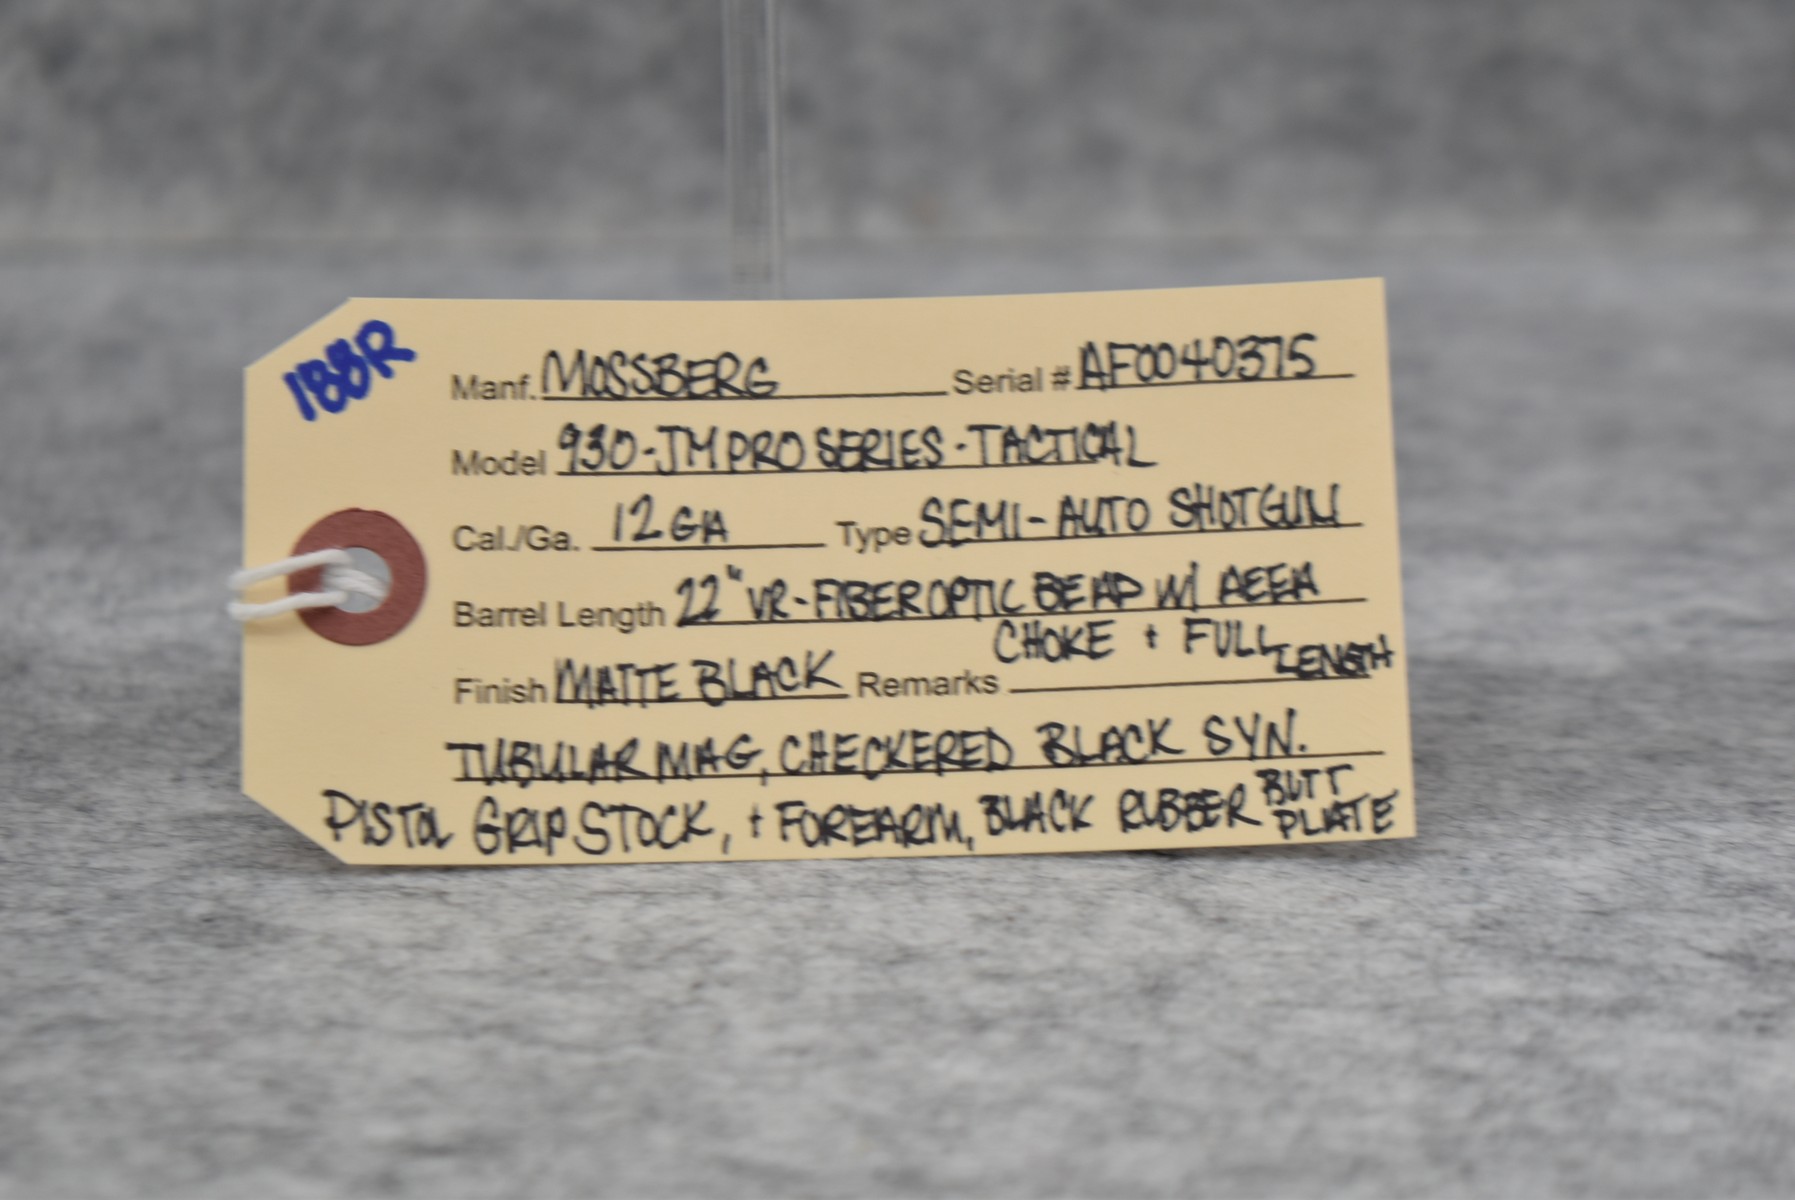 188R
Manf. MOSSBERG Serial # AF0040375
Model 930-JM PRO SERIES - TACTICAL
Cal./Ga. 12 GA Type SEMI-AUTO SHOTGUN
Barrel Length 22" VR-FIBER OPTIC BEAD W/
CHOKE + FULL LENGTH
Finish MATTE BLACK Remarks
TUBULAR MAG, CHECKERED BLACK SYN.
PISTOL GRIP STOCK, + FOREARM, BLACK RUBBER BUTT PLATE